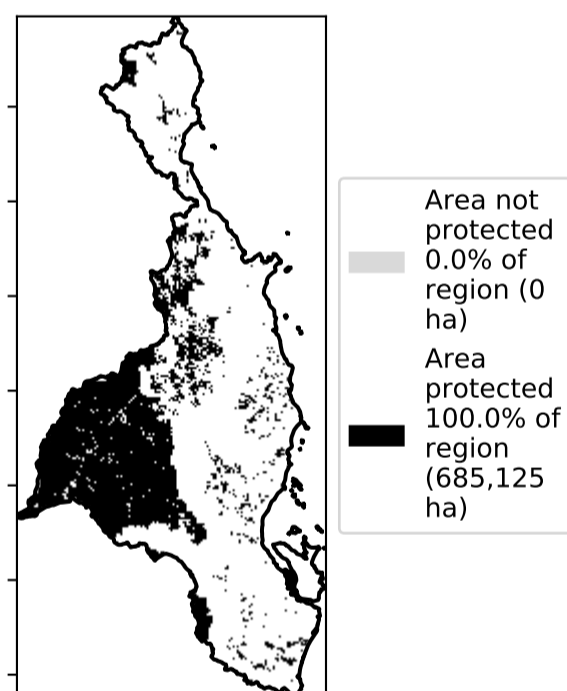 Area not
protected
0.0% of
region (0
ha)
Area
protected
100.0% of
region
(685,125
ha)